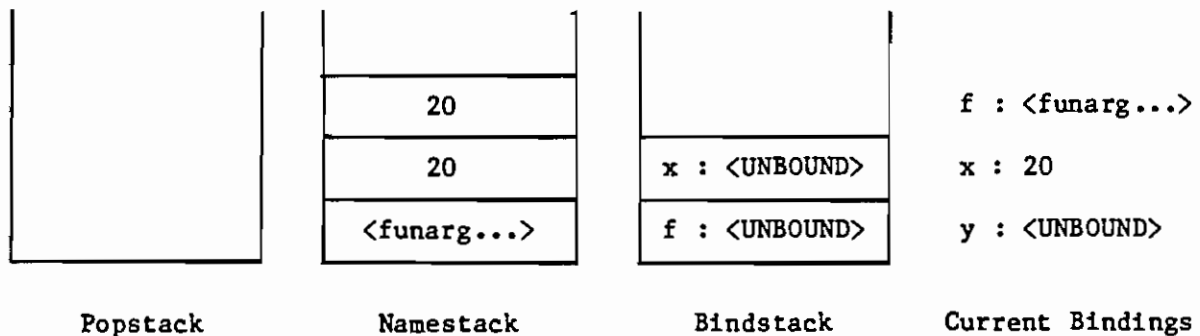 20
f : <funarg...>
20
x : <UNBOUND>
x : 20
<funarg...>
f : <UNBOUND>
y : <UNBOUND>
Popstack
Namestack
Bindstack
Current Bindings